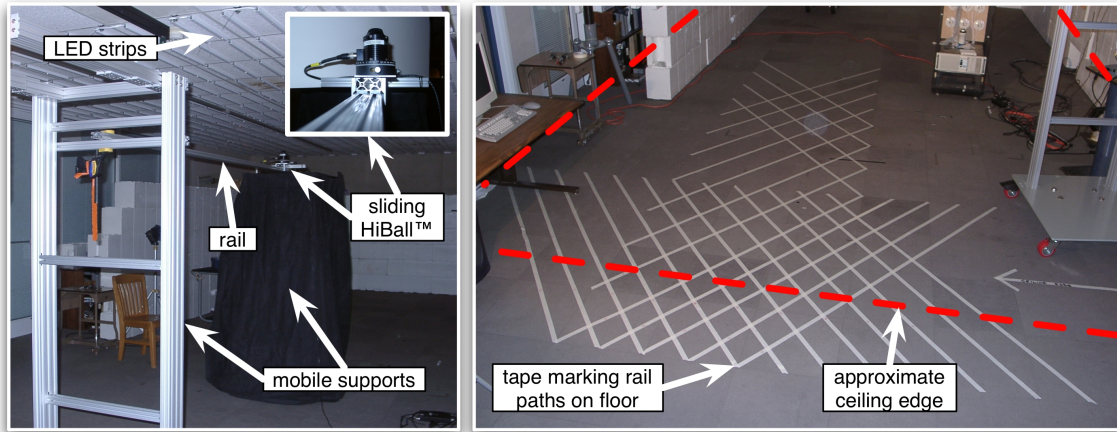 LED strips
sliding
HiBall™
rail
mobile supports
tape marking rail
paths on floor
approximate
ceiling edge